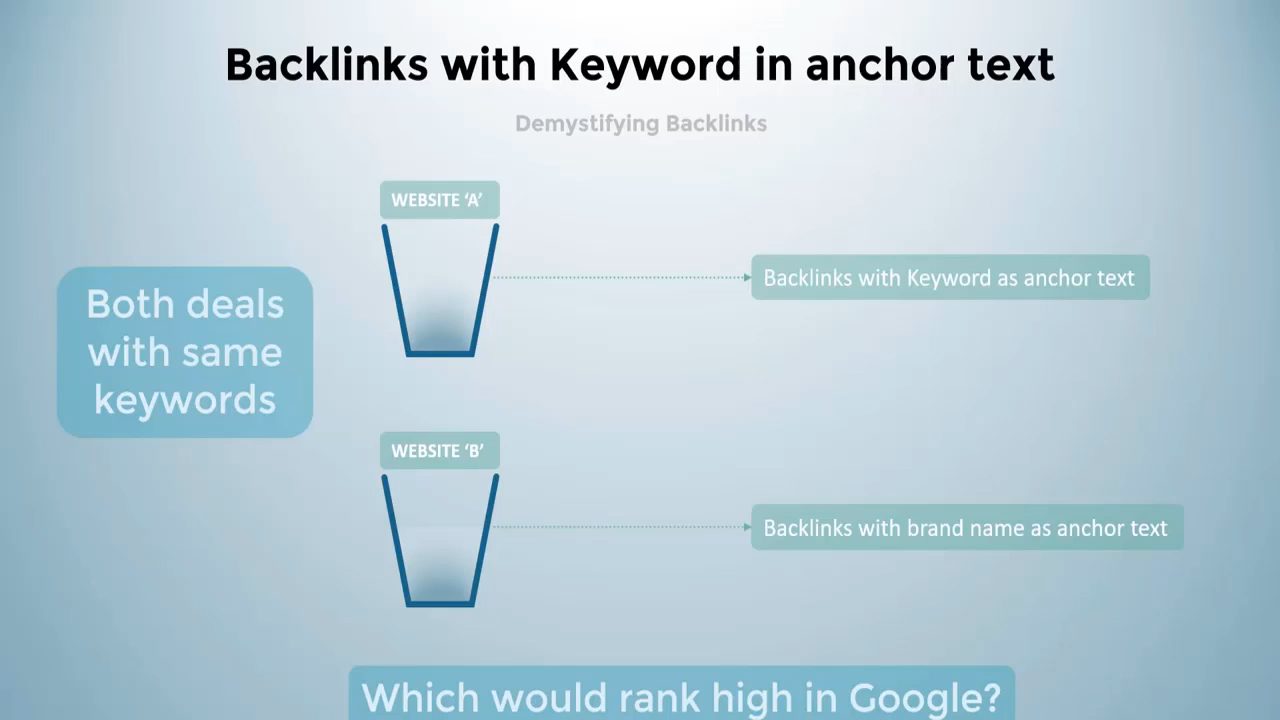 Backlinks with Keyword in anchor text
Demystifying Backlinks
WEBSITE ‘A’
Backlinks with Keyword as anchor text
Both deals
with same
keywords
WEBSITE ‘B’
Backlinks with brand name as anchor text
Which would rank high in Google?